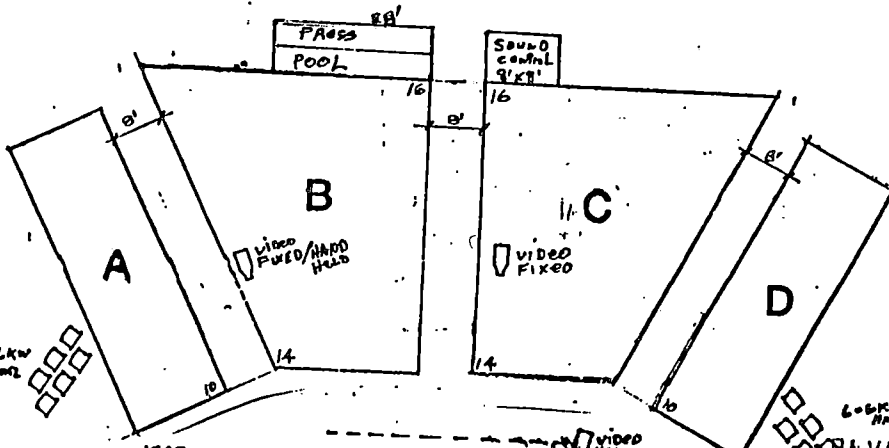 88'
PRESS
POOL
SOUND
CONTROL
8'x8'
16
16
8'
8'
8'
B
C
A
D
VIDEO
FIXED/HAND
HELD
VIDEO
FIXED
14
14
10
10
VIDEO